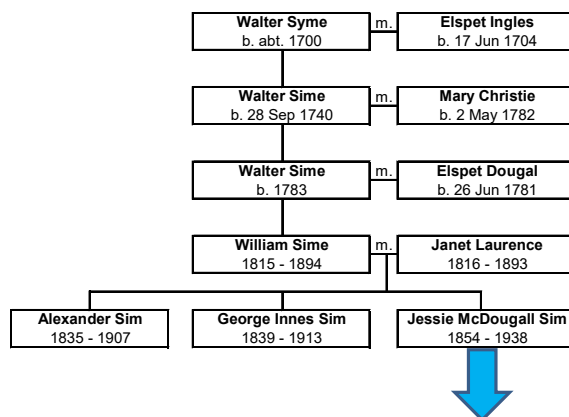 Walter Syme m. Elspet Ingles
b. abt. 1700 b. 17 Jun 1704
Walter Sime m. Mary Christie
b. 28 Sep 1740 b. 2 May 1782
Walter Sime m. Elspet Dougal
b. 1783 b. 26 Jun 1781
William Sime m. Janet Laurence
1815 - 1894 1816 - 1893
Alexander Sim George Innes Sim Jessie McDougall Sim
1835 - 1907 1839 - 1913 1854 - 1938